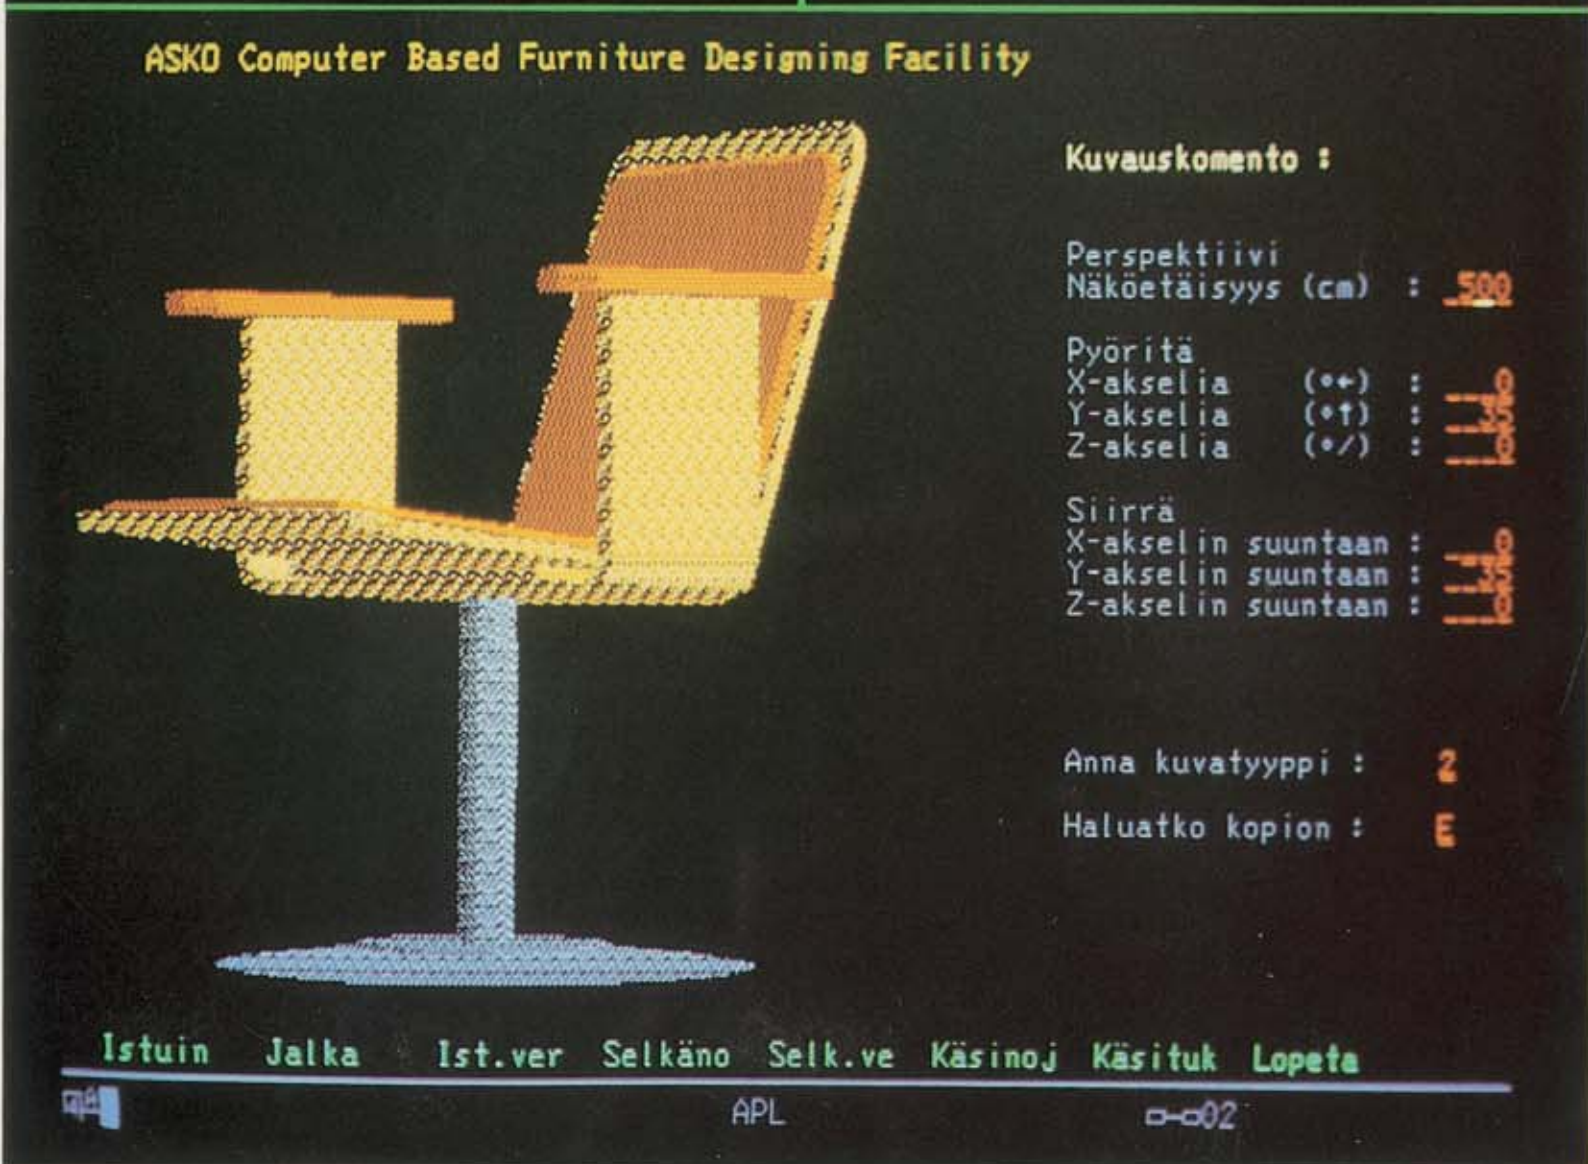 ASKO Computer Based Furniture Designing Facility
Kuvauskomento :
Perspektiivi
Näköetäisyys (cm) : 500
Pyöritä
X-akselia (•←) :
Y-akselia (•↑) :
Z-akselia (•/) :
Siirrä
X-akselin suuntaan :
Y-akselin suuntaan :
Z-akselin suuntaan :
Anna kuvatyyppi : 2
Haluatko kopion : E
Istuin Jalka Ist.ver Selkäno Selk.ve Käsinoj Käsituk Lopeta
APL 02